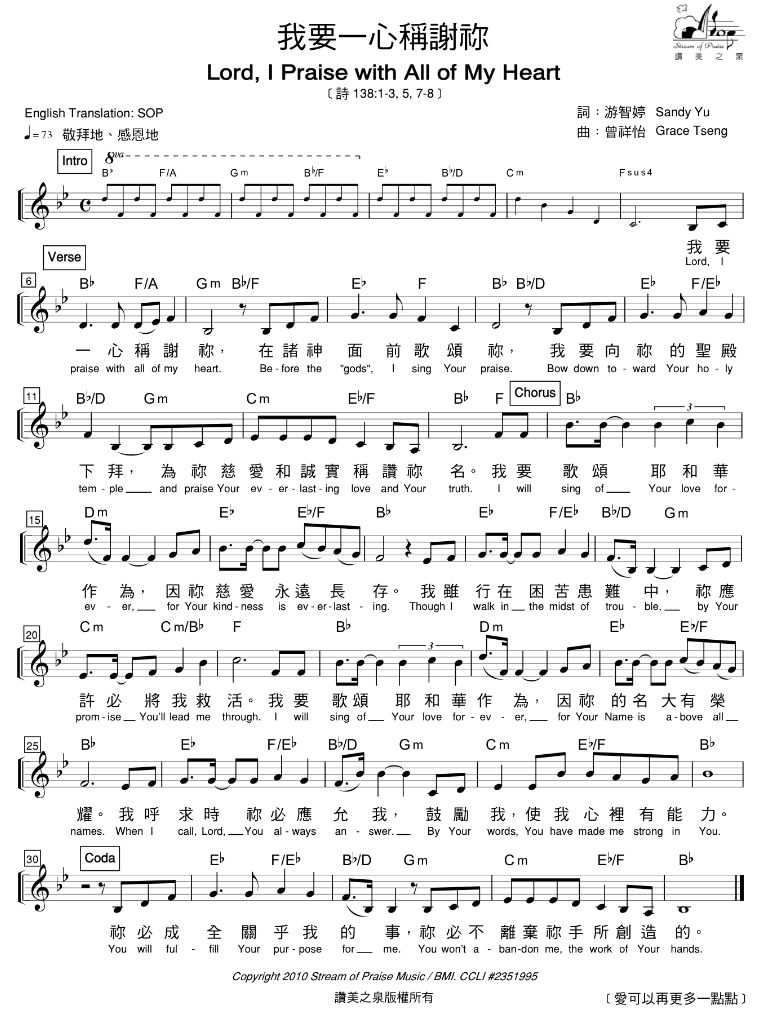 Stream of Praise
讚美之泉
我要一心稱謝祢
Lord, I Praise with All of My Heart
﹝詩 138:1-3, 5, 7-8﹞
English Translation: SOP
詞：游智婷 Sandy Yu
♩= 73 敬拜地、感恩地
曲：曾祥怡 Grace Tseng
Intro 8va
B♭ F/A Gm B♭/F E♭ B♭/D Cm Fsus4
我 要
Lord, I
Verse
6 B♭ F/A Gm B♭/F E♭ F B♭ B♭/D E♭ F/E♭
一 心 稱 謝 祢， 在 諸 神 面 前 歌 頌 祢， 我 要 向 祢 的 聖 殿
praise with all of my heart. Be - fore the "gods", I sing Your praise. Bow down to - ward Your ho - ly
11 B♭/D Gm Cm E♭/F B♭ F Chorus B♭
3
下 拜， 為 祢 慈 愛 和 誠 實 稱 讚 祢 名。 我 要 歌 頌 耶 和 華
tem - ple and praise Your ev - er - last - ing love and Your truth. I will sing of Your love for -
15 Dm E♭ E♭/F B♭ E♭ F/E♭ B♭/D Gm
作 為， 因 祢 慈 愛 永 遠 長 存。 我 雖 行 在 困 苦 患 難 中， 祢 應
ev - er, for Your kind - ness is ev - er - last - ing. Though I walk in the midst of trou - ble, by Your
20 Cm Cm/B♭ F B♭ Dm E♭ E♭/F
3
許 必 將 我 救 活。 我 要 歌 頌 耶 和 華 作 為， 因 祢 的 名 大 有 榮
prom - ise You'll lead me through. I will sing of Your love for - ev - er, for Your Name is a - bove all
25 B♭ E♭ F/E♭ B♭/D Gm Cm E♭/F B♭
耀。 我 呼 求 時 祢 必 應 允 我， 鼓 勵 我， 使 我 心 裡 有 能 力。
names. When I call, Lord, You al - ways an - swer. By Your words, You have made me strong in You.
30 Coda E♭ F/E♭ B♭/D Gm Cm E♭/F B♭
祢 必 成 全 關 乎 我 的 事， 祢 必 不 離 棄 祢 手 所 創 造 的。
You will ful - fill Your pur - pose for me. You won't a - ban - don me, the work of Your hands.
Copyright 2010 Stream of Praise Music / BMI. CCLI #2351995
讚美之泉版權所有
﹝愛可以再更多一點點﹞